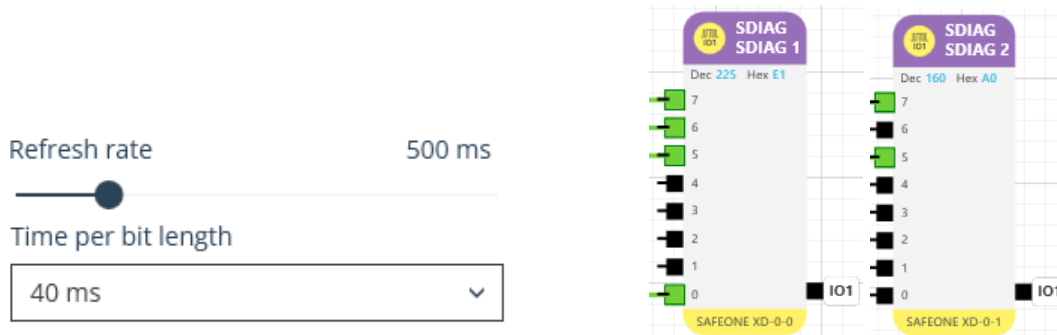 Refresh rate 500 ms
Time per bit length
40 ms
IO1
SDIAG
SDIAG 1
Dec 225 Hex E1
7
6
5
4
3
2
1
0
IO1
SAFEONE XD-0-0
IO1
SDIAG
SDIAG 2
Dec 160 Hex A0
7
6
5
4
3
2
1
0
IO1
SAFEONE XD-0-1